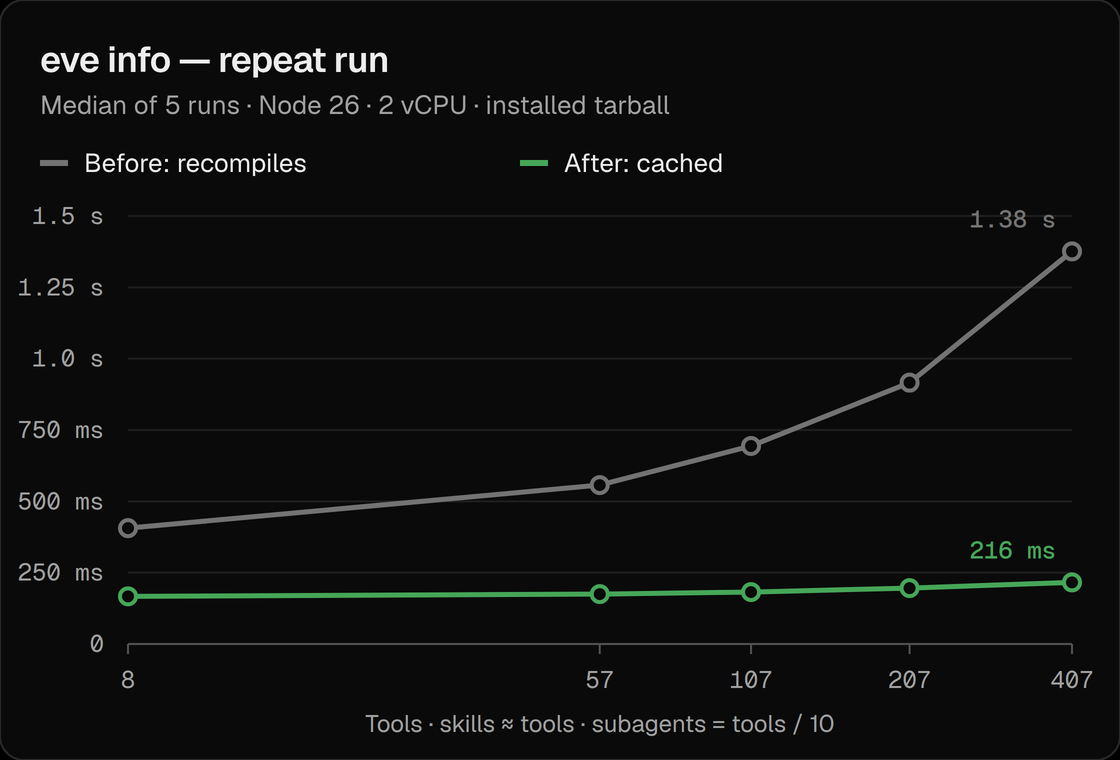 eve info — repeat run
Median of 5 runs · Node 26 · 2 vCPU · installed tarball
Before: recompiles
After: cached
1.5 s
1.38 s
1.25 s
1.0 s
750 ms
500 ms
216 ms
250 ms
0
8 57 107 207 407
Tools · skills ≈ tools · subagents = tools / 10